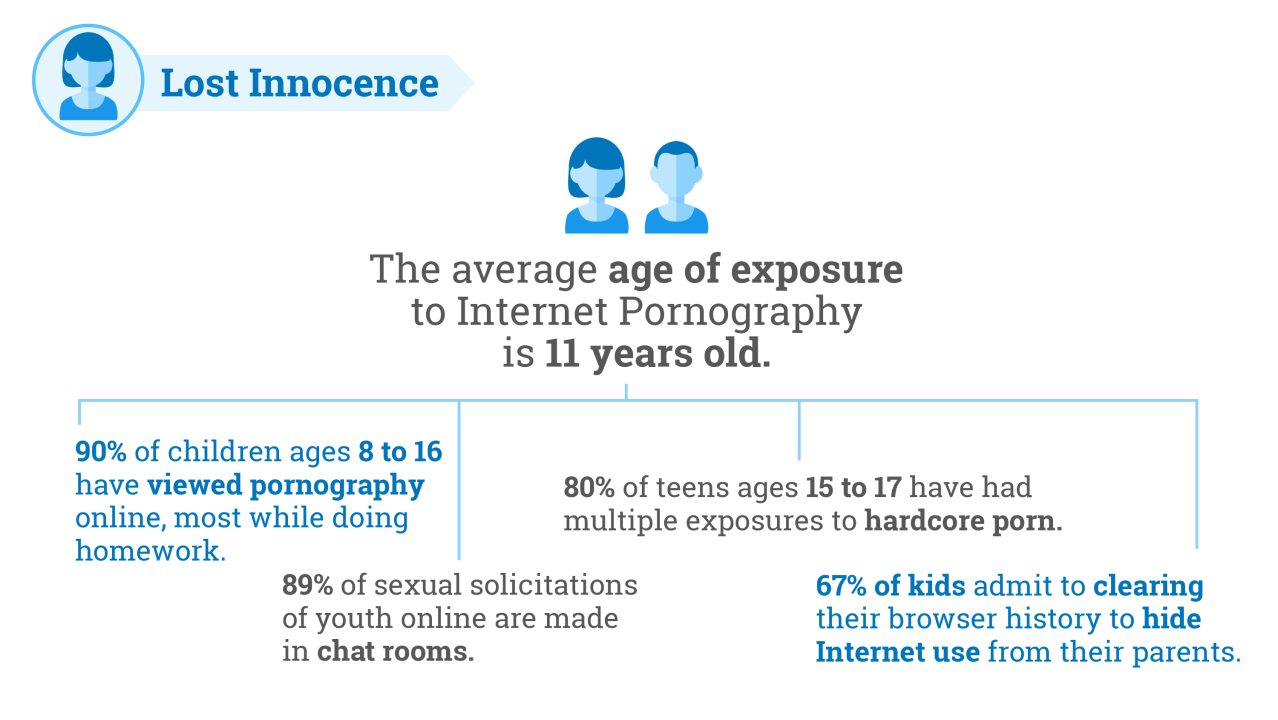 Lost Innocence
The average age of exposure
to Internet Pornography
is 11 years old.
90% of children ages 8 to 16
have viewed pornography
online, most while doing
homework.
89% of sexual solicitations
of youth online are made
in chat rooms.
80% of teens ages 15 to 17 have had
multiple exposures to hardcore porn.
67% of kids admit to clearing
their browser history to hide
Internet use from their parents.